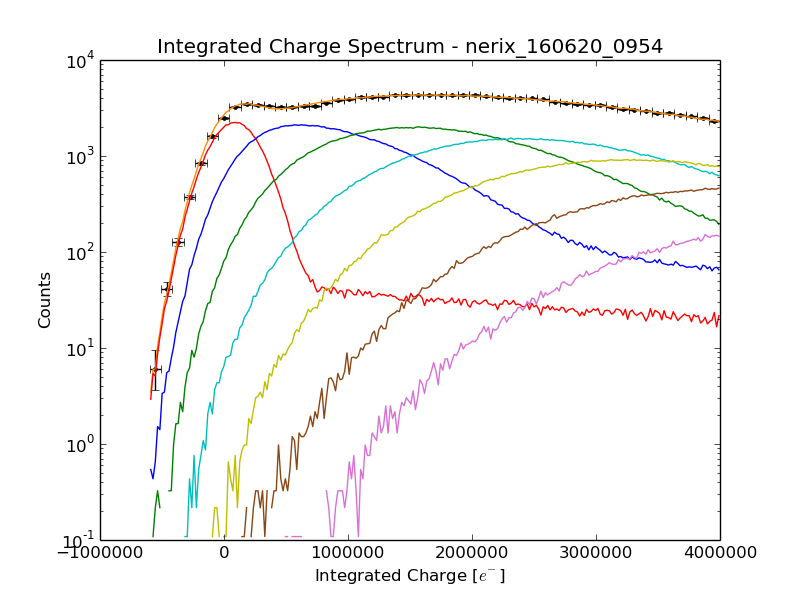 Integrated Charge Spectrum - nerix_160620_0954
10^4
10^3
10^2
10^1
10^0
10^-1
Counts
−1000000 0 1000000 2000000 3000000 4000000
Integrated Charge [e^-]